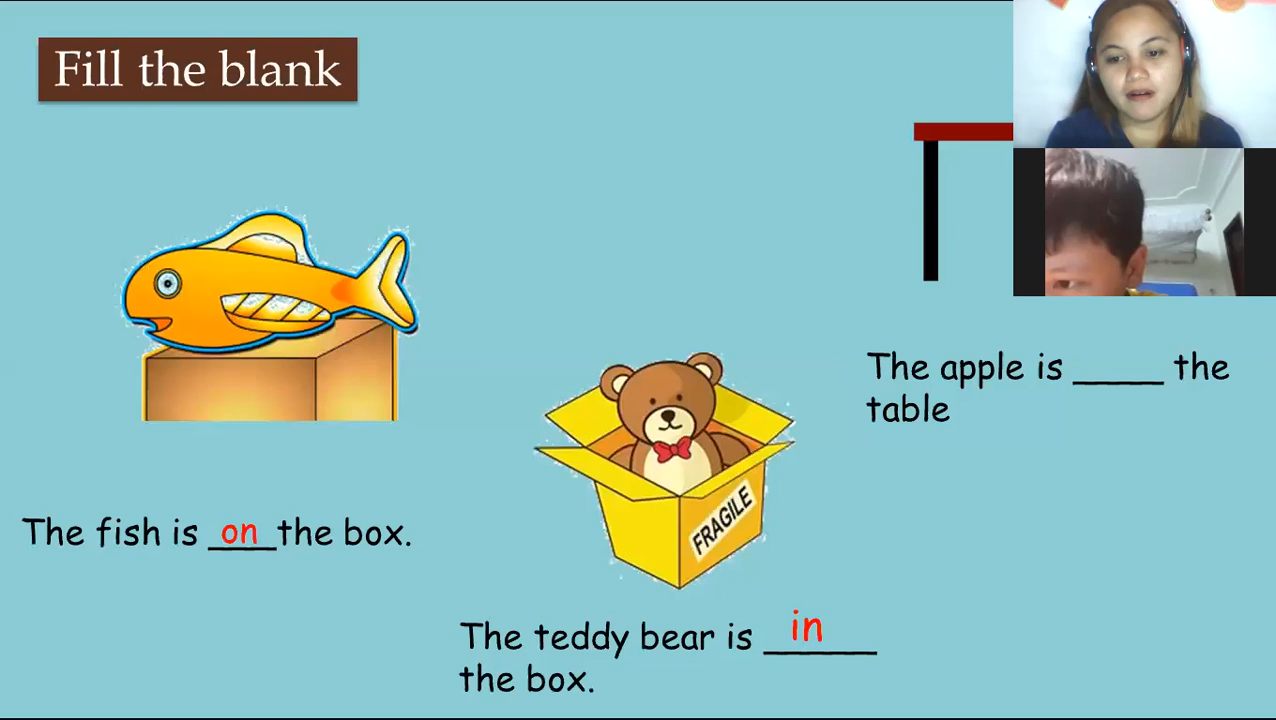 Fill the blank
The apple is ____ the
table
FRAGILE
The fish is on the box.
The teddy bear is in
the box.